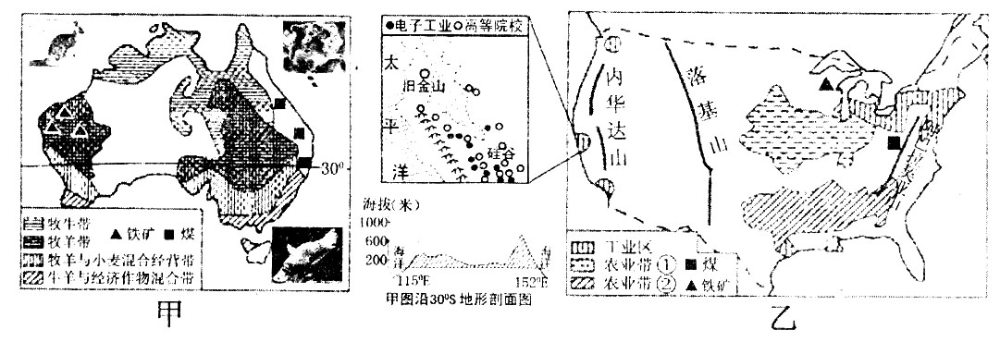 30⁰
牧牛带
▲铁矿 ■煤
牧羊带
牧羊与小麦混合经营带
牛羊与经济作物混合带
甲
●电子工业○高等院校
太平洋
旧金山
硅谷
海拔(米)
1000
600
200
海洋
海洋
115⁰E
152⁰E
甲图沿30⁰S地形剖面图
内华达山
落基山
工业区
农业带① ■煤
农业带② ▲铁矿
乙